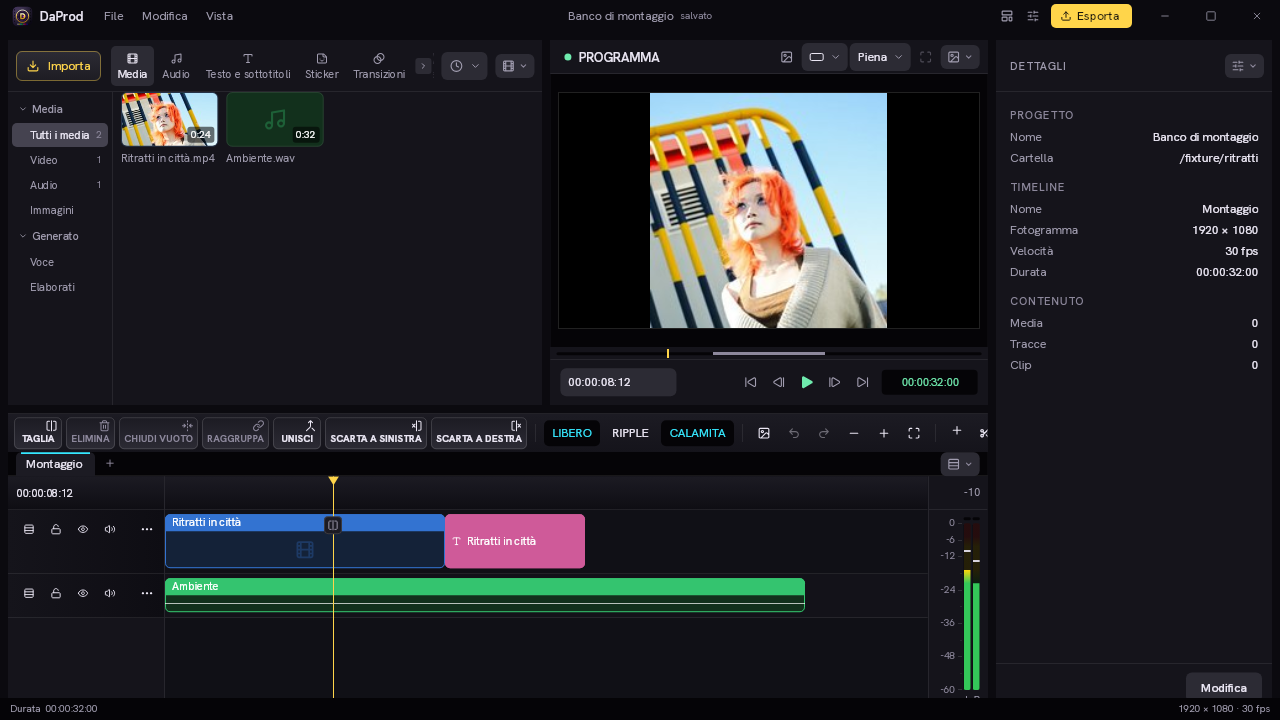 DaProd File Modifica Vista
Banco di montaggio salvato
Esporta
Importa
Media Audio Testo e sottotitoli Sticker Transizioni
Media
Tutti i media 2
Video 1
Audio 1
Immagini
Generato
Voce
Elaborati
0:24
Ritratti in città.mp4
0:32
Ambiente.wav
PROGRAMMA
Piena
00:00:08:12
00:00:32:00
DETTAGLI
PROGETTO
Nome Banco di montaggio
Cartella /fixture/ritratti
TIMELINE
Nome Montaggio
Fotogramma 1920 × 1080
Velocità 30 fps
Durata 00:00:32:00
CONTENUTO
Media 0
Tracce 0
Clip 0
Modifica
TAGLIA ELIMINA CHIUDI VUOTO RAGGRUPPA UNISCI SCARTA A SINISTRA SCARTA A DESTRA LIBERO RIPPLE CALAMITA
Montaggio
00:00:08:12
Ritratti in città
Ritratti in città
Ambiente
-10
0
-6
-12
-24
-36
-48
-60
Durata 00:00:32:00
1920 × 1080 · 30 fps